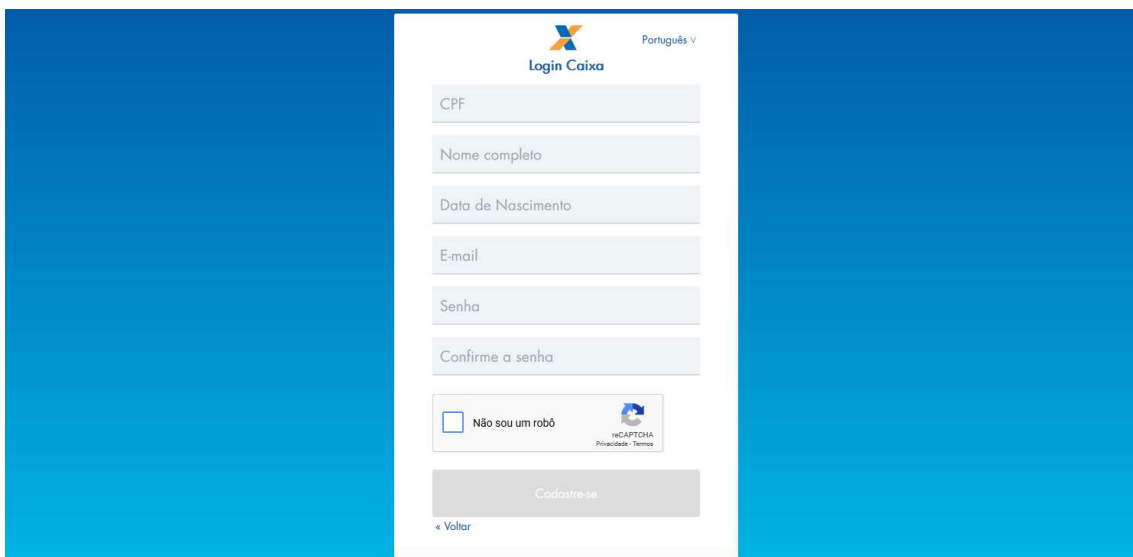 Português ∨
Login Caixa
CPF
Nome completo
Data de Nascimento
E-mail
Senha
Confirme a senha
Não sou um robô
reCAPTCHA
Privacidade - Termos
Cadastre-se
« Voltar